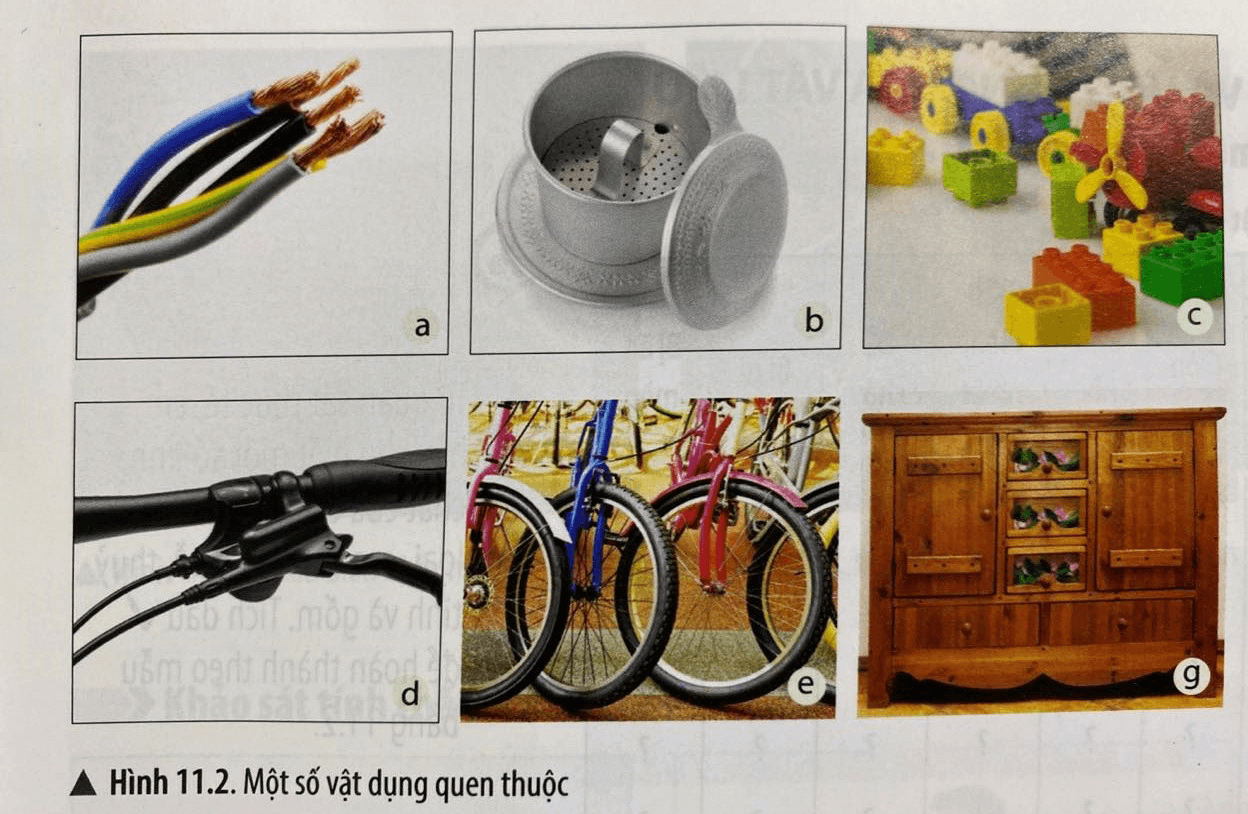 a
b
c
d
e
g
▲ Hình 11.2. Một số vật dụng quen thuộc